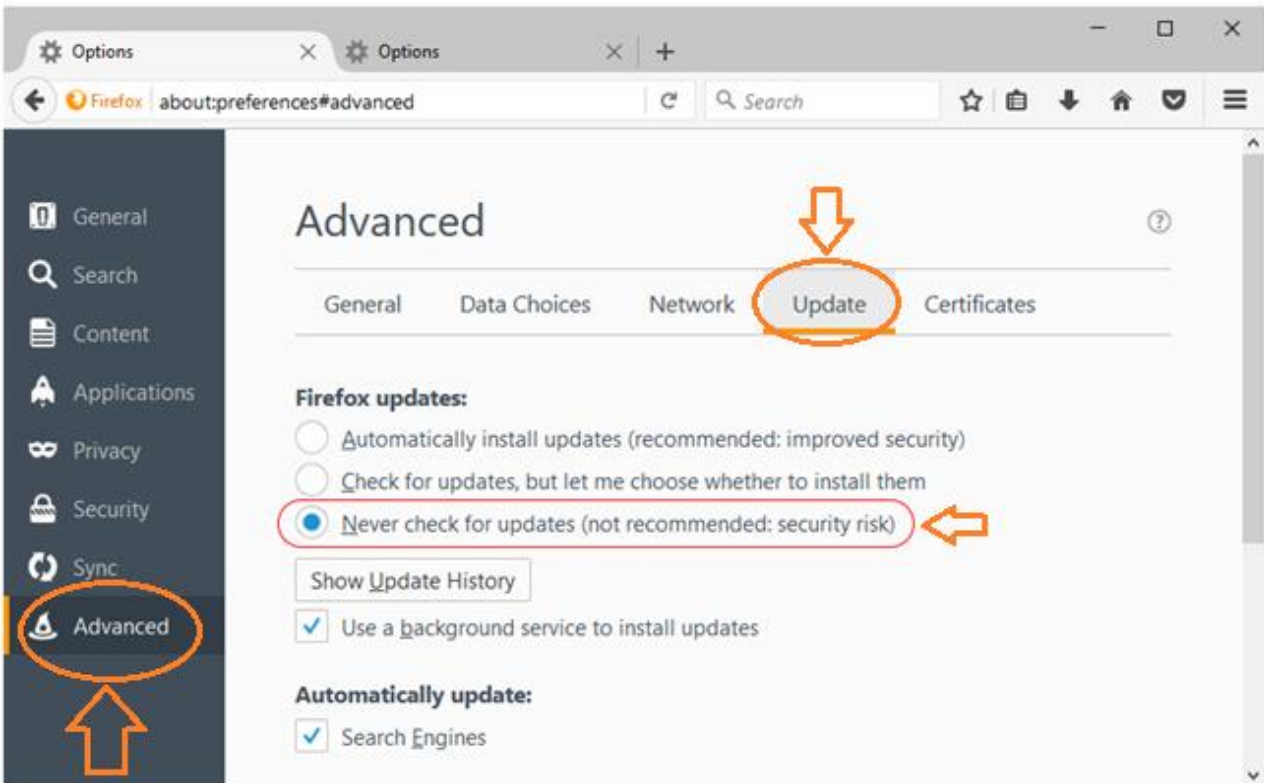 Options
Options
Firefox about:preferences#advanced
Search
General
Search
Content
Applications
Privacy
Security
Sync
Advanced
Advanced
General Data Choices Network Update Certificates
Firefox updates:
Automatically install updates (recommended: improved security)
Check for updates, but let me choose whether to install them
Never check for updates (not recommended: security risk)
Show Update History
Use a background service to install updates
Automatically update:
Search Engines